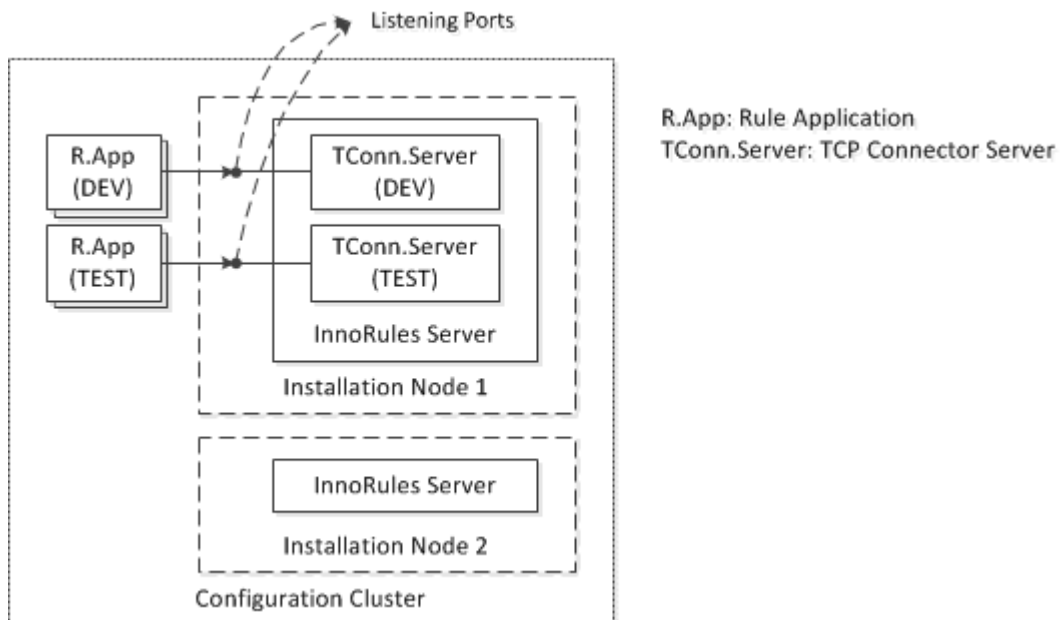 Listening Ports
R.App: Rule Application
TConn.Server: TCP Connector Server
R.App
(DEV)
TConn.Server
(DEV)
R.App
(TEST)
TConn.Server
(TEST)
InnoRules Server
Installation Node 1
InnoRules Server
Installation Node 2
Configuration Cluster